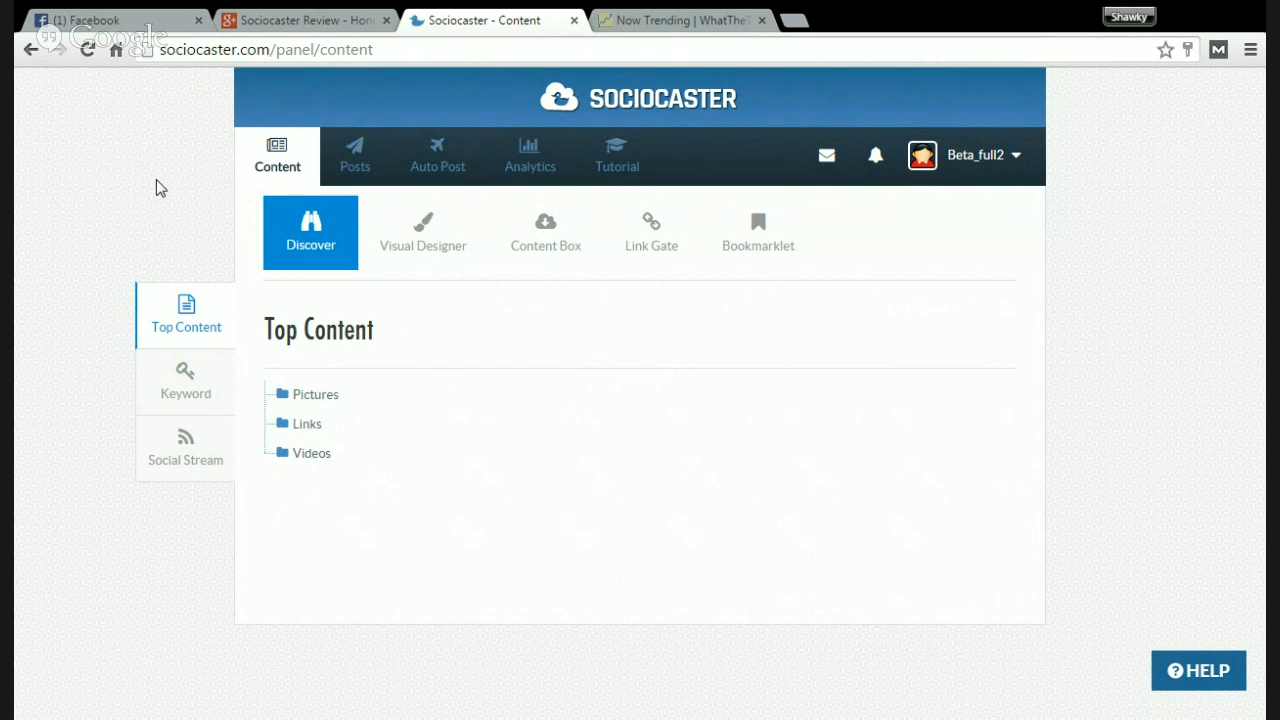 (1) Facebook
Sociocaster Review - Hon
Sociocaster - Content
Now Trending | WhatTheT
Shawky
Google
sociocaster.com/panel/content
SOCIOCASTER
Content
Posts
Auto Post
Analytics
Tutorial
Beta_full2
Discover
Visual Designer
Content Box
Link Gate
Bookmarklet
Top Content
Keyword
Social Stream
Top Content
Pictures
Links
Videos
HELP